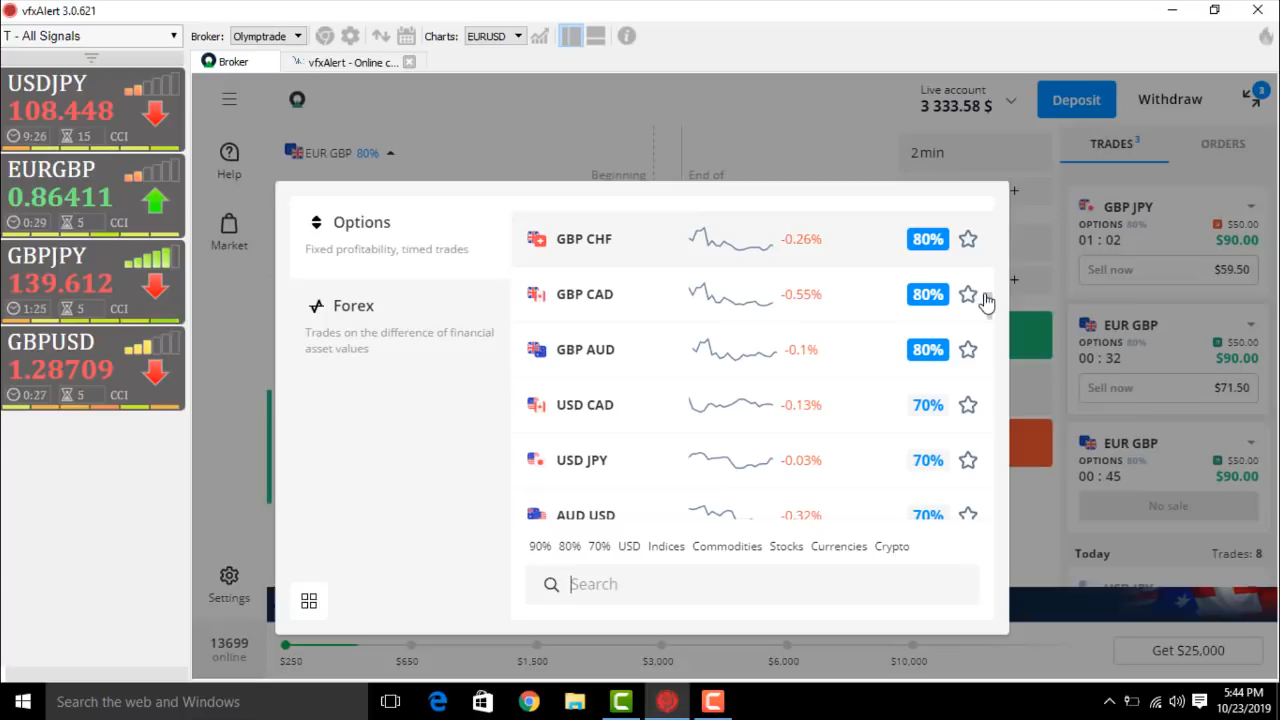 vfxAlert 3.0.621
T - All Signals
Broker: Olymptrade
Charts: EURUSD
Broker
vfxAlert - Online c...
USDJPY
108.448
9:26 15 CCI
EURGBP
0.86411
0:29 5 CCI
GBPJPY
139.612
1:25 5 CCI
GBPUSD
1.28709
0:27 5 CCI
Live account
3 333.58 $
Deposit
Withdraw
3
Help
Market
Settings
EUR GBP 80%
Beginning
End of
2min
+
+
Options
Fixed profitability, timed trades
Forex
Trades on the difference of financial
asset values
GBP CHF -0.26% 80%
GBP CAD -0.55% 80%
GBP AUD -0.1% 80%
USD CAD -0.13% 70%
USD JPY -0.03% 70%
AUD USD -0.32% 70%
90% 80% 70% USD Indices Commodities Stocks Currencies Crypto
Search
TRADES 3
ORDERS
GBP JPY
OPTIONS 80% $50.00
01 : 02 $90.00
Sell now $59.50
EUR GBP
OPTIONS 80% $50.00
00 : 32 $90.00
Sell now $71.50
EUR GBP
OPTIONS 80% $50.00
00 : 45 $90.00
No sale
Today Trades: 8
13699
online
$250 $650 $1,500 $3,000 $6,000 $10,000
Get $25,000
Search the web and Windows
5:44 PM
10/23/2019